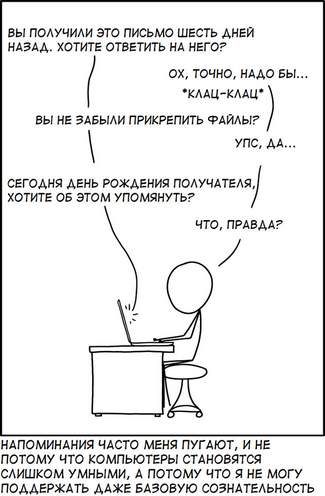 ВЫ ПОЛУЧИЛИ ЭТО ПИСЬМО ШЕСТЬ ДНЕЙ
НАЗАД. ХОТИТЕ ОТВЕТИТЬ НА НЕГО?
ОХ, ТОЧНО, НАДО БЫ...
*КЛАЦ-КЛАЦ*
ВЫ НЕ ЗАБЫЛИ ПРИКРЕПИТЬ ФАЙЛЫ?
УПС, ДА...
СЕГОДНЯ ДЕНЬ РОЖДЕНИЯ ПОЛУЧАТЕЛЯ,
ХОТИТЕ ОБ ЭТОМ УПОМЯНУТЬ?
ЧТО, ПРАВДА?
НАПОМИНАНИЯ ЧАСТО МЕНЯ ПУГАЮТ, И НЕ
ПОТОМУ ЧТО КОМПЬЮТЕРЫ СТАНОВЯТСЯ
СЛИШКОМ УМНЫМИ, А ПОТОМУ ЧТО Я НЕ МОГУ
ПОДДЕРЖАТЬ ДАЖЕ БАЗОВУЮ СОЗНАТЕЛЬНОСТЬ